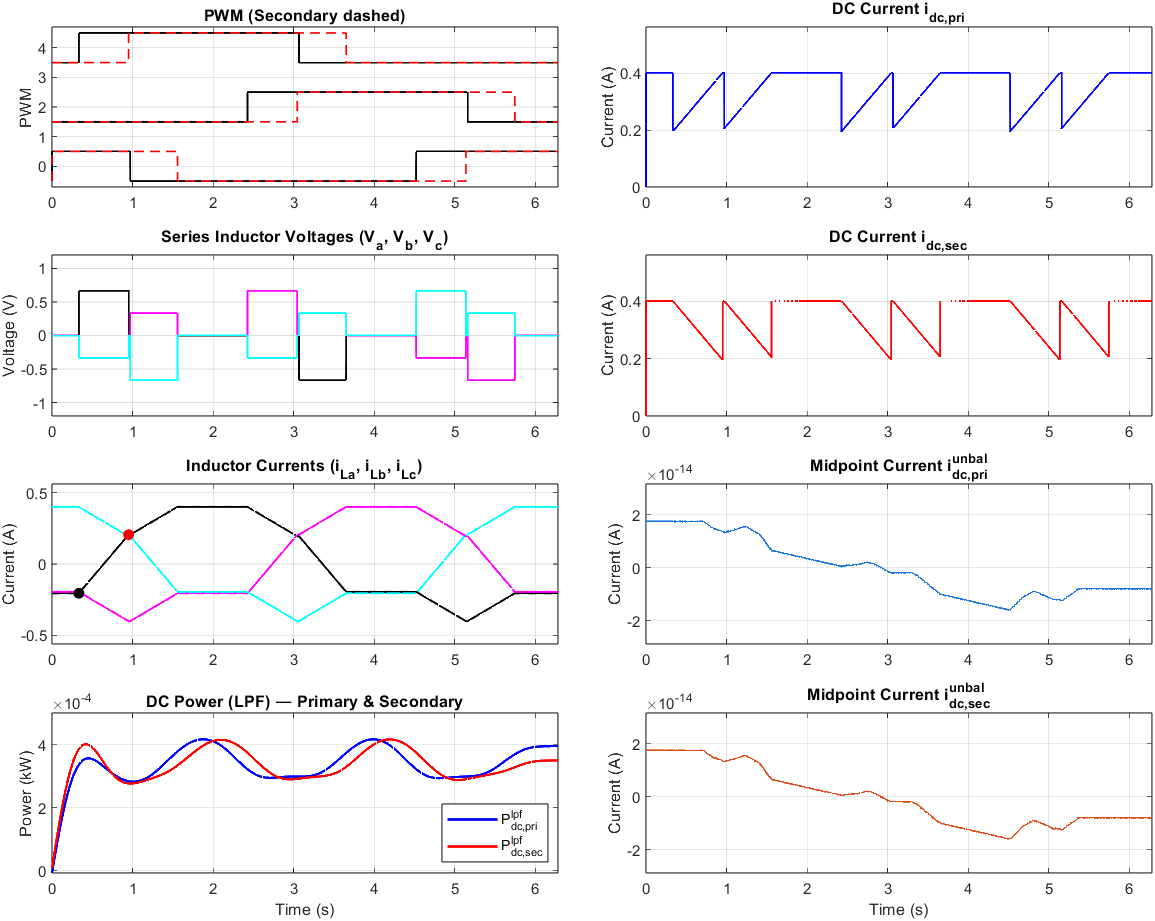 PWM (Secondary dashed)
PWM
4
3
2
1
0
0 1 2 3 4 5 6
DC Current i_dc,pri
Current (A)
0.4
0.2
0
0 1 2 3 4 5 6
Series Inductor Voltages (V_a, V_b, V_c)
Voltage (V)
1
0.5
0
-0.5
-1
0 1 2 3 4 5 6
DC Current i_dc,sec
Current (A)
0.4
0.2
0
0 1 2 3 4 5 6
Inductor Currents (i_La, i_Lb, i_Lc)
Current (A)
0.5
0
-0.5
0 1 2 3 4 5 6
×10^-14
Midpoint Current i_dc,pri^unbal
Current (A)
2
0
-2
0 1 2 3 4 5 6
×10^-4
DC Power (LPF) — Primary & Secondary
Power (kW)
4
2
0
P_dc,pri^lpf
P_dc,sec^lpf
0 1 2 3 4 5 6
Time (s)
×10^-14
Midpoint Current i_dc,sec^unbal
Current (A)
2
0
-2
0 1 2 3 4 5 6
Time (s)